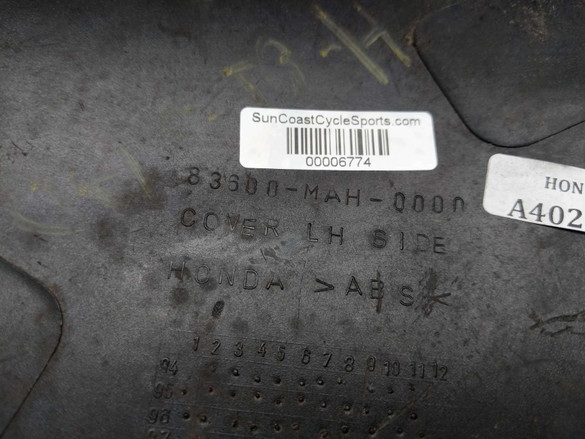 SunCoastCycleSports.com
00006774
83600-MAH-0000
COVER LH SIDE
HONDA >ABS<
HON
A402
1 2 3 4 5 6 7 8 9 10 11 12
94
95
96
97